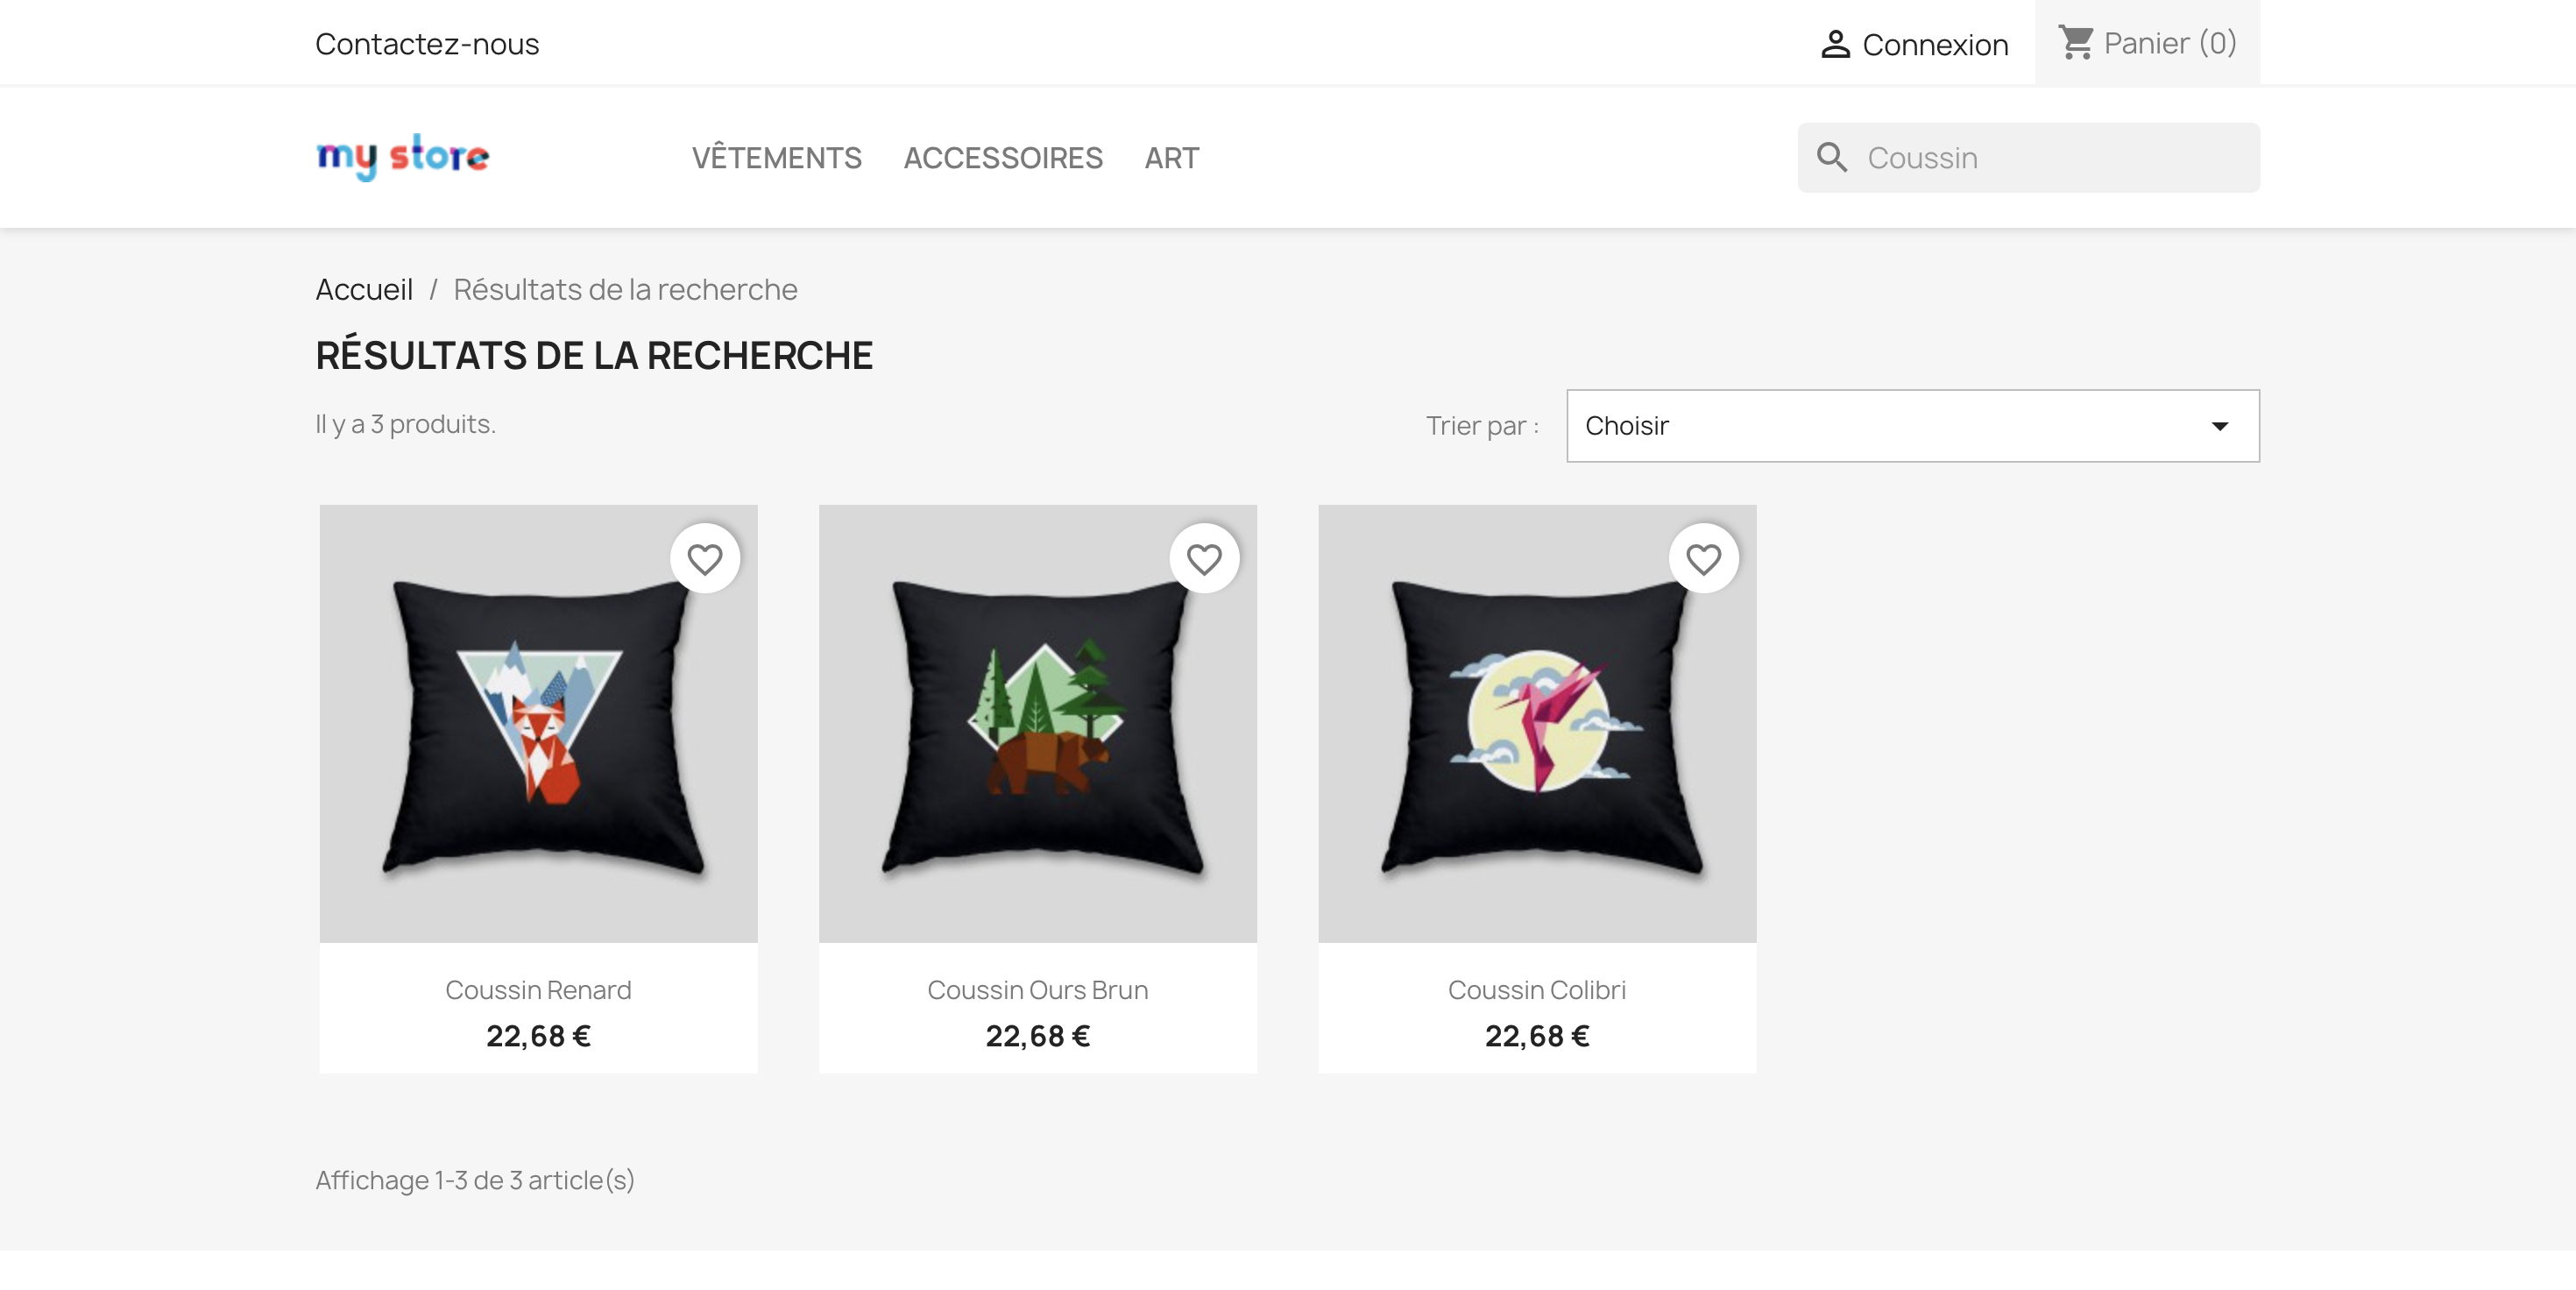 Contactez-nous
Connexion
Panier (0)
my store
VÊTEMENTS
ACCESSOIRES
ART
Coussin
Accueil / Résultats de la recherche
RÉSULTATS DE LA RECHERCHE
Il y a 3 produits.
Trier par :
Choisir
Coussin Renard
22,68 €
Coussin Ours Brun
22,68 €
Coussin Colibri
22,68 €
Affichage 1-3 de 3 article(s)